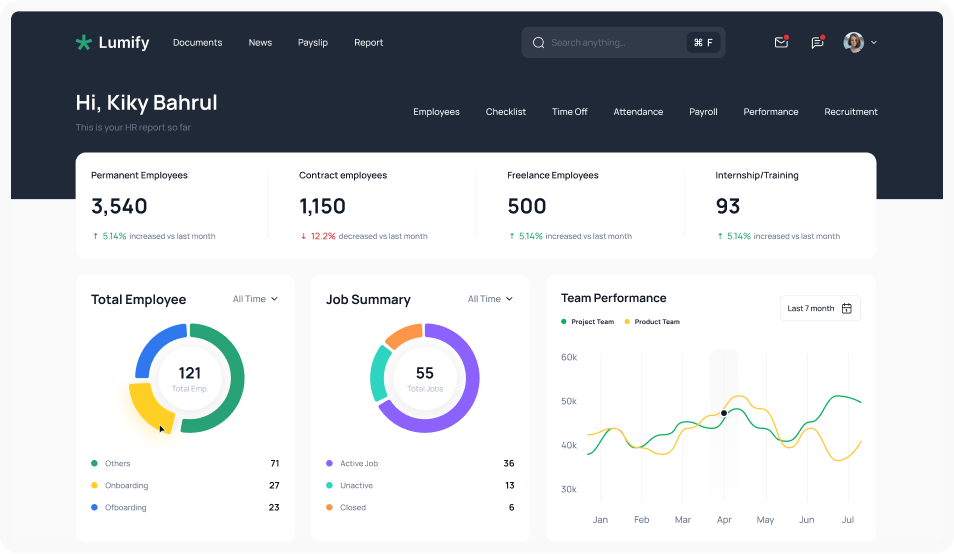 Lumify
Documents News Payslip Report
Search anything...
⌘ F
Hi, Kiky Bahrul
This is your HR report so far
Employees Checklist Time Off Attendance Payroll Performance Recruitment
Permanent Employees
3,540
↑ 5.14% increased vs last month
Contract employees
1,150
↓ 12.2% decreased vs last month
Freelance Employees
500
↑ 5.14% increased vs last month
Internship/Training
93
↑ 5.14% increased vs last month
Total Employee
All Time
121
Total Emp.
Others 71
Onboarding 27
Ofboarding 23
Job Summary
All Time
55
Total Jobs
Active Job 36
Unactive 13
Closed 6
Team Performance
Last 7 month
Project Team Product Team
60k
50k
40k
30k
Jan Feb Mar Apr May Jun Jul